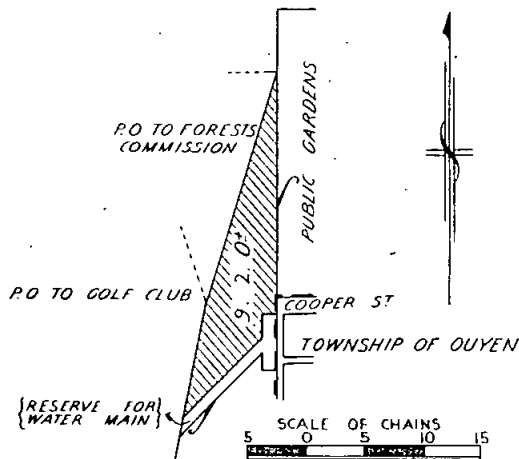 P.O TO FORESTS
COMMISSION
PUBLIC GARDENS
9. 2. 0±
P.O TO GOLF CLUB
COOPER ST
TOWNSHIP OF OUYEN
{RESERVE FOR
WATER MAIN}
SCALE OF CHAINS
5 0 5 10 15